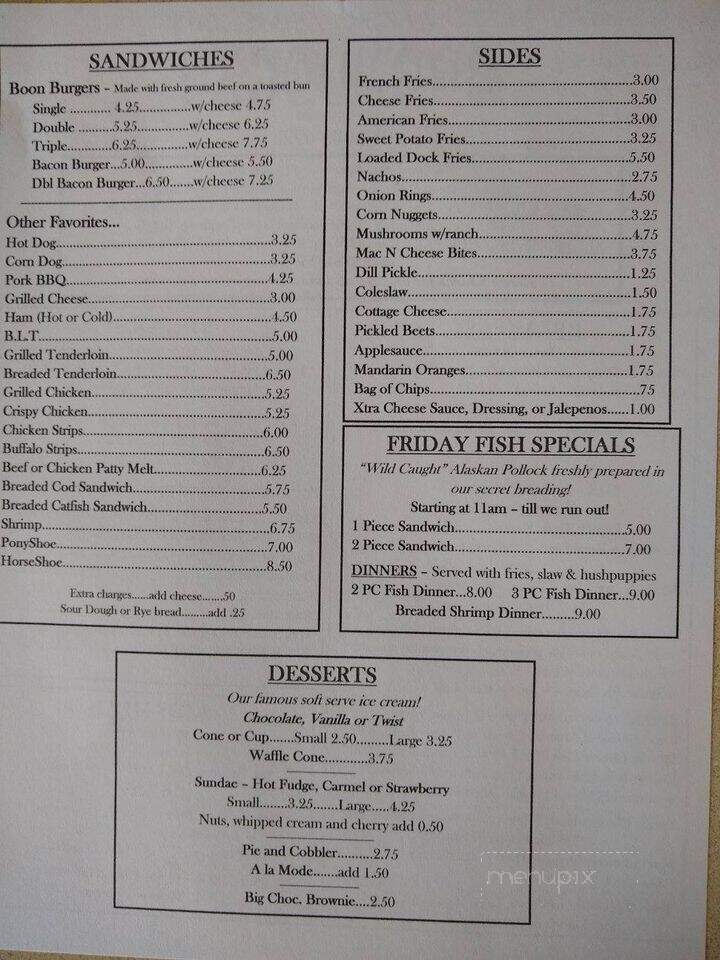 SANDWICHES
Boon Burgers – Made with fresh ground beef on a toasted bun
Single ............ 4.25..............w/cheese 4.75
Double ...........5.25..............w/cheese 6.25
Triple..............6.25..............w/cheese 7.75
Bacon Burger...5.00.............w/cheese 5.50
Dbl Bacon Burger...6.50......w/cheese 7.25
Other Favorites...
Hot Dog..........3.25
Corn Dog..........3.25
Pork BBQ..........4.25
Grilled Cheese..........3.00
Ham (Hot or Cold)..........4.50
B.L.T..........5.00
Grilled Tenderloin..........5.00
Breaded Tenderloin..........6.50
Grilled Chicken..........5.25
Crispy Chicken..........5.25
Chicken Strips..........6.00
Buffalo Strips..........6.50
Beef or Chicken Patty Melt..........6.25
Breaded Cod Sandwich..........5.75
Breaded Catfish Sandwich..........5.50
Shrimp..........6.75
PonyShoe..........7.00
HorseShoe..........8.50
Extra charges......add cheese.......50
Sour Dough or Rye bread.........add .25
SIDES
French Fries..........3.00
Cheese Fries..........3.50
American Fries..........3.00
Sweet Potato Fries..........3.25
Loaded Dock Fries..........5.50
Nachos..........2.75
Onion Rings..........4.50
Corn Nuggets..........3.25
Mushrooms w/ranch..........4.75
Mac N Cheese Bites..........3.75
Dill Pickle..........1.25
Coleslaw..........1.50
Cottage Cheese..........1.75
Pickled Beets..........1.75
Applesauce..........1.75
Mandarin Oranges..........1.75
Bag of Chips...........75
Xtra Cheese Sauce, Dressing, or Jalepenos......1.00
FRIDAY FISH SPECIALS
"Wild Caught" Alaskan Pollock freshly prepared in
our secret breading!
Starting at 11am – till we run out!
1 Piece Sandwich..........5.00
2 Piece Sandwich..........7.00
DINNERS – Served with fries, slaw & hushpuppies
2 PC Fish Dinner...8.00 3 PC Fish Dinner...9.00
Breaded Shrimp Dinner.........9.00
DESSERTS
Our famous soft serve ice cream!
Chocolate, Vanilla or Twist
Cone or Cup.......Small 2.50.........Large 3.25
Waffle Cone............3.75
Sundae – Hot Fudge, Carmel or Strawberry
Small........3.25.......Large.....4.25
Nuts, whipped cream and cherry add 0.50
Pie and Cobbler..........2.75
A la Mode.......add 1.50
Big Choc. Brownie....2.50
menupix